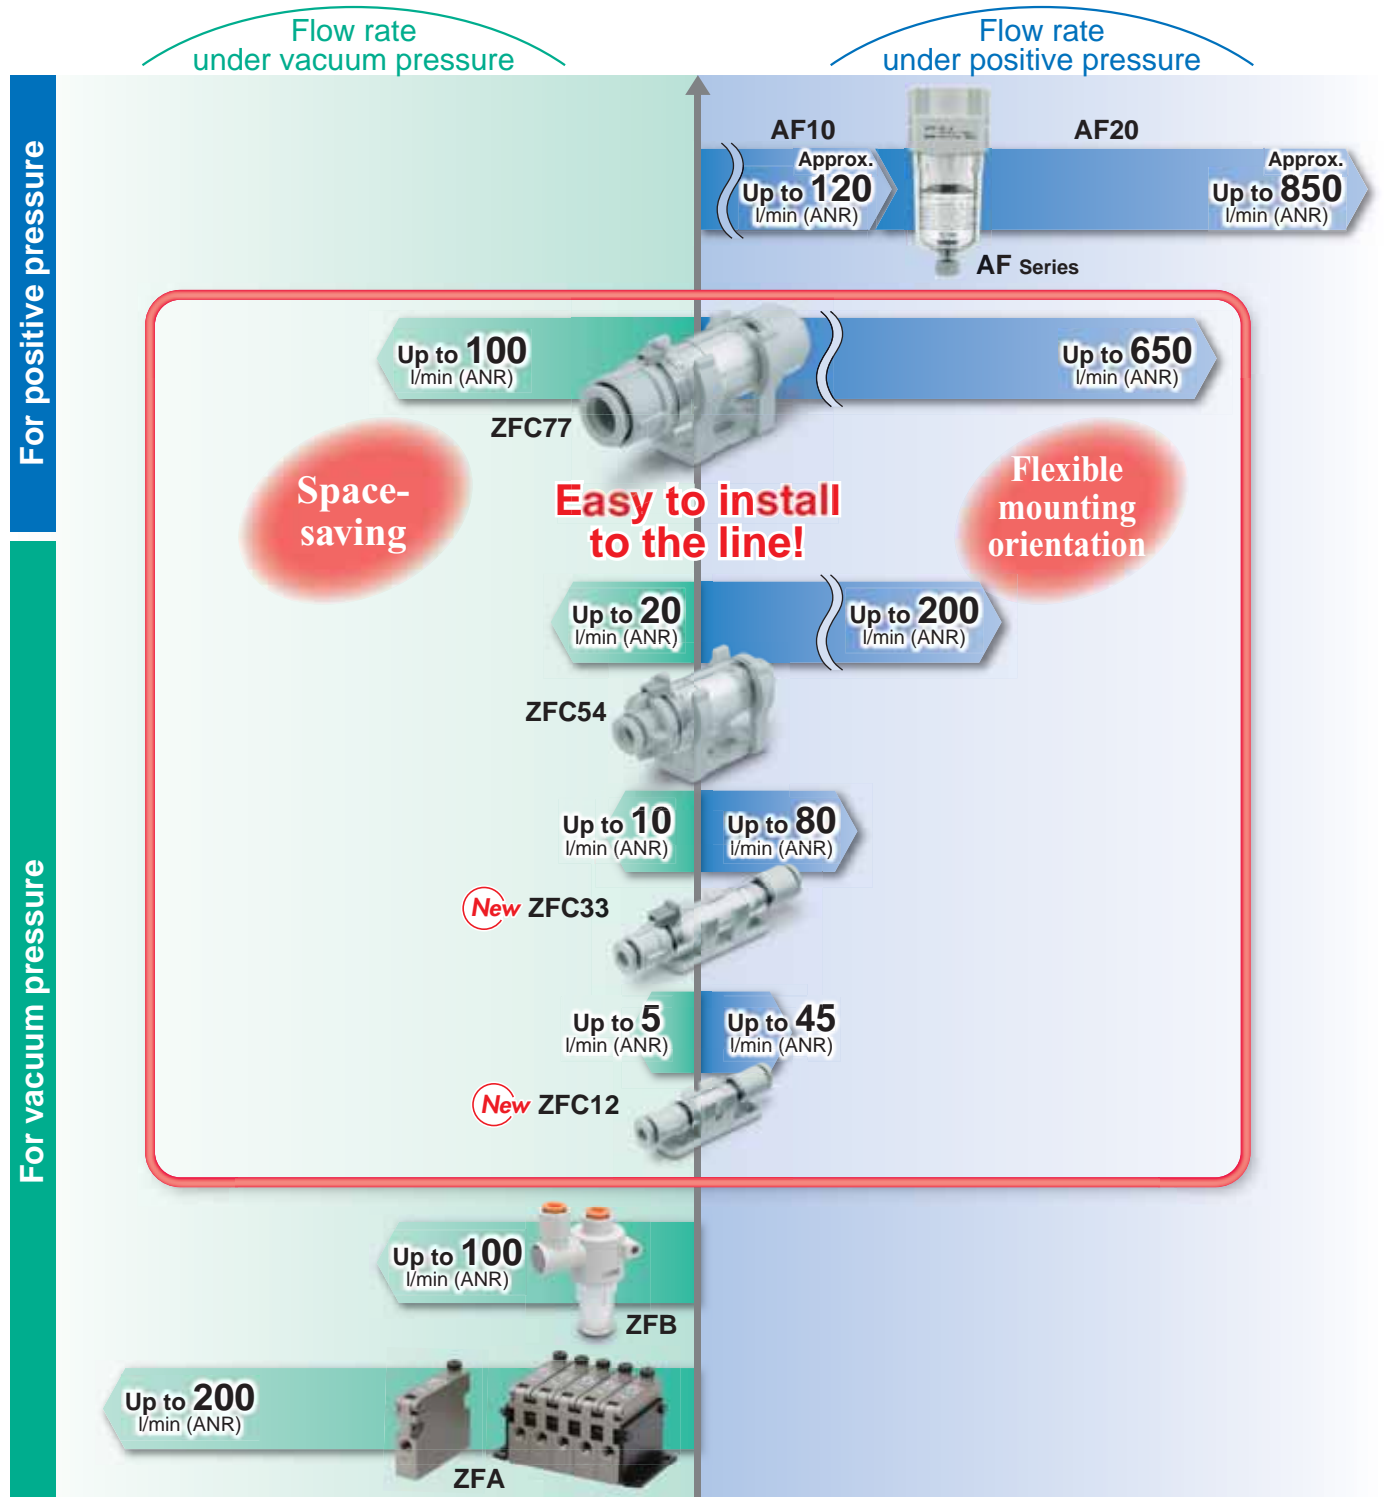 Flow rate
under vacuum pressure
Flow rate
under positive pressure
For positive pressure
AF10
Approx.
Up to 120
l/min (ANR)
AF20
Approx.
Up to 850
l/min (ANR)
AF Series
Up to 100
l/min (ANR)
Up to 650
l/min (ANR)
ZFC77
Space-
saving
Easy to install
to the line!
Flexible
mounting
orientation
For vacuum pressure
Up to 20
l/min (ANR)
Up to 200
l/min (ANR)
ZFC54
Up to 10
l/min (ANR)
Up to 80
l/min (ANR)
New ZFC33
Up to 5
l/min (ANR)
Up to 45
l/min (ANR)
New ZFC12
Up to 100
l/min (ANR)
ZFB
Up to 200
l/min (ANR)
ZFA